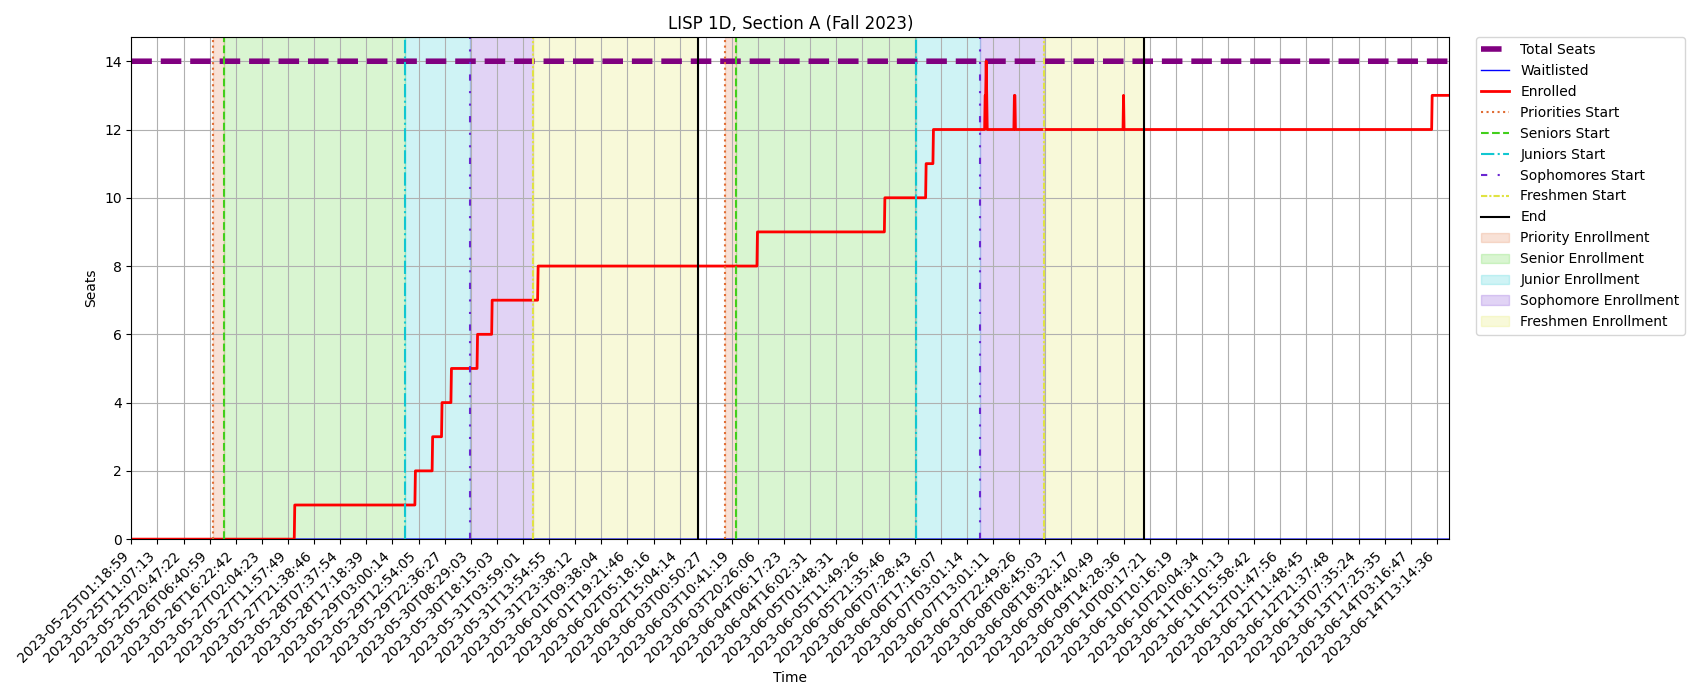 LISP 1D, Section A (Fall 2023)
Seats
14
12
10
8
6
4
2
0
2023-05-25T01:18:59
2023-05-25T11:07:13
2023-05-25T20:47:22
2023-05-26T06:40:59
2023-05-26T16:22:42
2023-05-27T02:04:23
2023-05-27T11:57:49
2023-05-27T21:38:46
2023-05-28T07:37:54
2023-05-28T17:18:39
2023-05-29T03:00:14
2023-05-29T12:54:05
2023-05-29T22:36:27
2023-05-30T08:29:03
2023-05-30T18:15:03
2023-05-31T03:59:01
2023-05-31T13:54:55
2023-05-31T23:38:12
2023-06-01T09:38:04
2023-06-01T19:21:46
2023-06-02T05:18:16
2023-06-02T15:04:14
2023-06-03T00:50:27
2023-06-03T10:41:19
2023-06-03T20:26:06
2023-06-04T06:17:23
2023-06-04T16:02:31
2023-06-05T01:48:31
2023-06-05T11:49:26
2023-06-05T21:35:46
2023-06-06T07:28:43
2023-06-06T17:16:07
2023-06-07T03:01:14
2023-06-07T13:01:11
2023-06-07T22:49:26
2023-06-08T08:45:03
2023-06-08T18:32:17
2023-06-09T04:40:49
2023-06-09T14:28:36
2023-06-10T00:17:21
2023-06-10T10:16:19
2023-06-10T20:04:34
2023-06-11T06:10:13
2023-06-11T15:58:42
2023-06-12T01:47:56
2023-06-12T11:48:45
2023-06-12T21:37:48
2023-06-13T07:35:24
2023-06-13T17:25:35
2023-06-14T03:16:47
2023-06-14T13:14:36
Time
Total Seats
Waitlisted
Enrolled
Priorities Start
Seniors Start
Juniors Start
Sophomores Start
Freshmen Start
End
Priority Enrollment
Senior Enrollment
Junior Enrollment
Sophomore Enrollment
Freshmen Enrollment